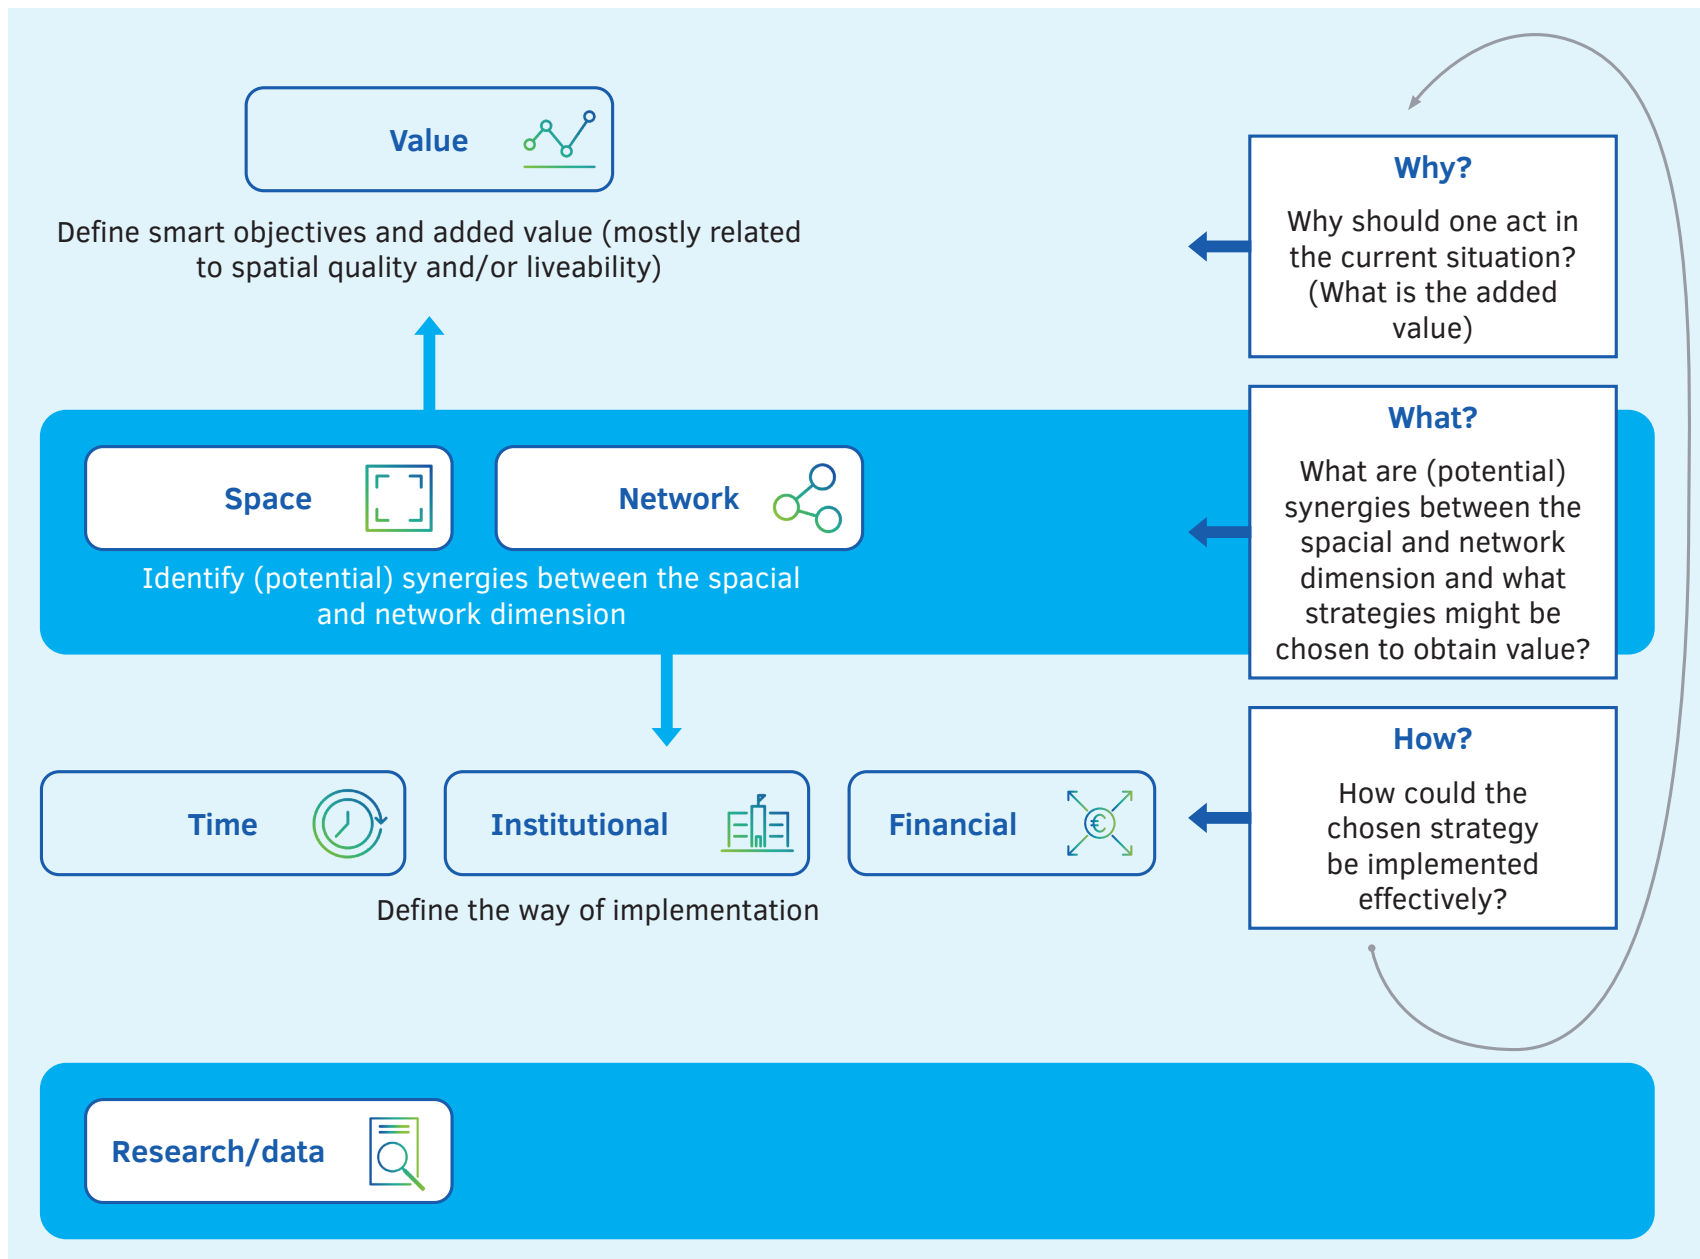 Value
Define smart objectives and added value (mostly related
to spatial quality and/or liveability)
Why?
Why should one act in
the current situation?
(What is the added
value)
Space
Network
Identify (potential) synergies between the spacial
and network dimension
What?
What are (potential)
synergies between the
spacial and network
dimension and what
strategies might be
chosen to obtain value?
Time
Institutional
Financial
€
Define the way of implementation
How?
How could the
chosen strategy
be implemented
effectively?
Research/data